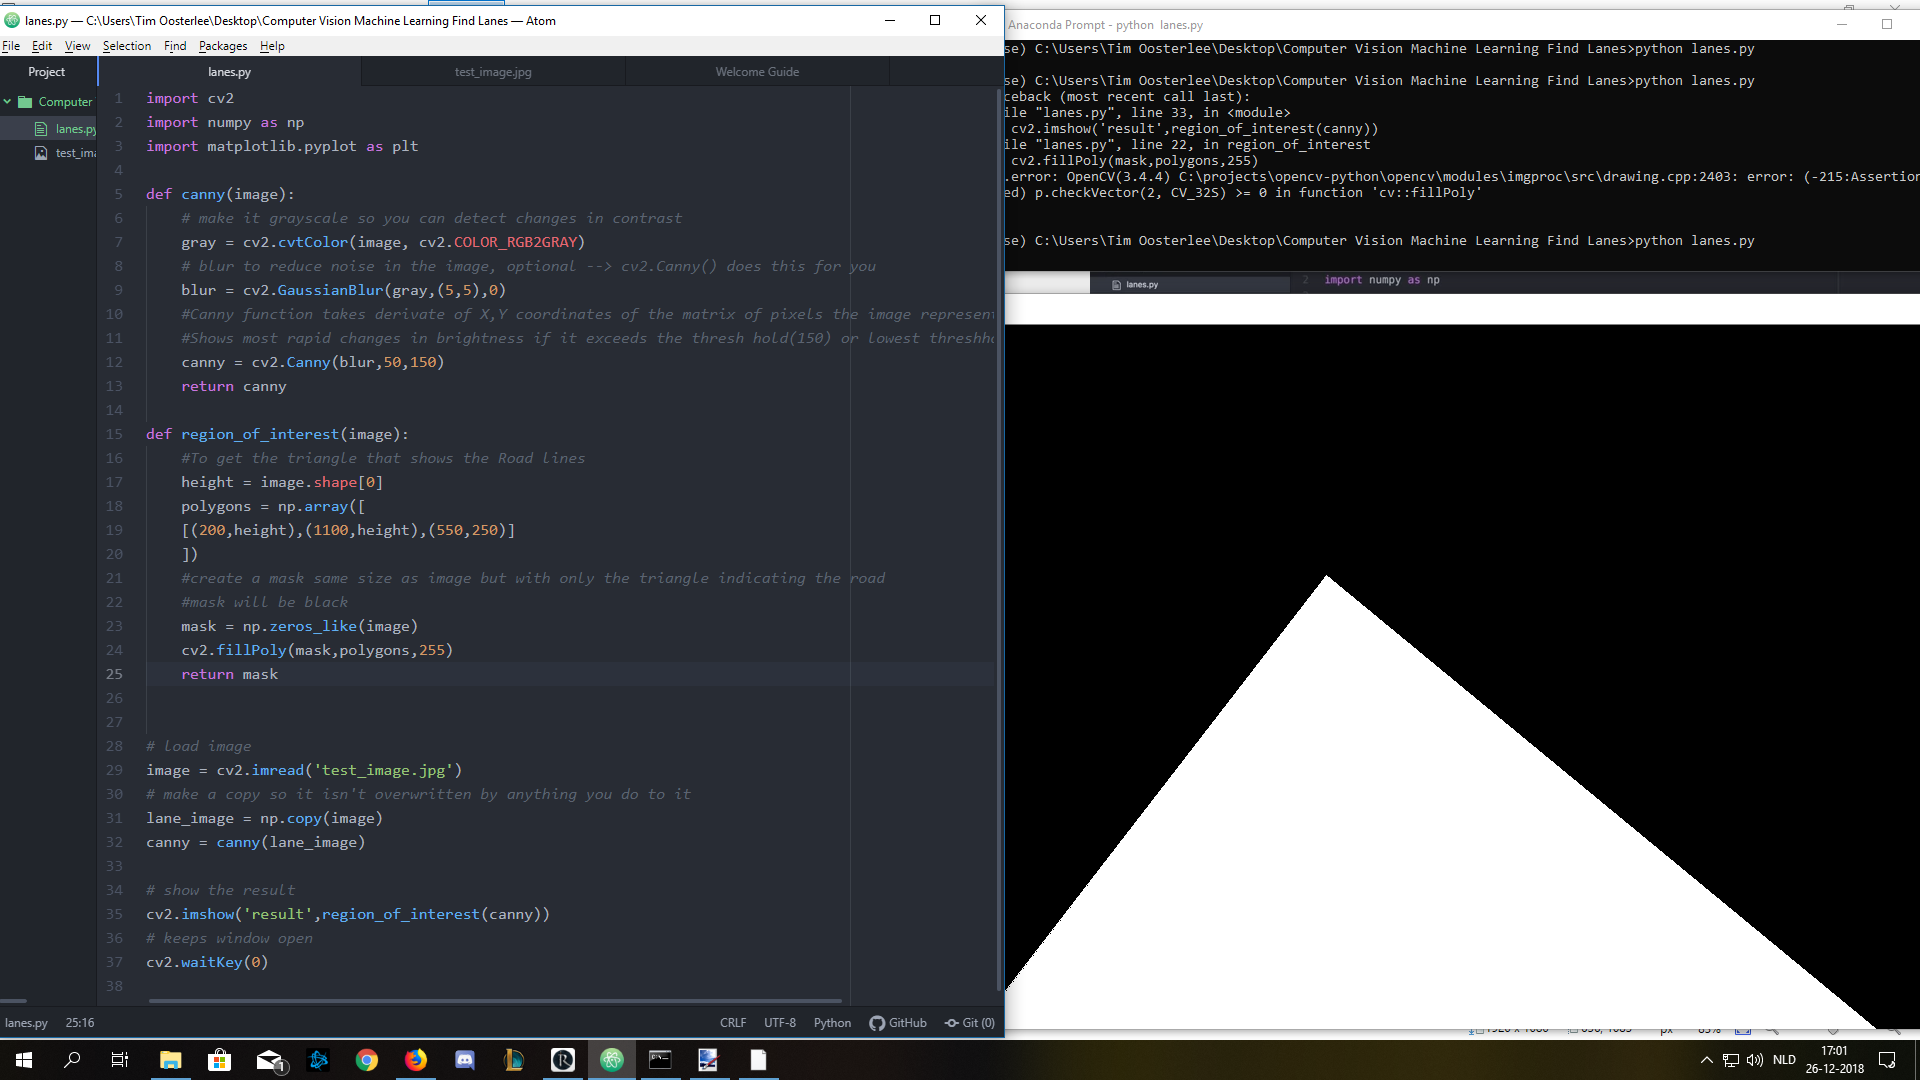 lanes.py — C:\Users\Tim Oosterlee\Desktop\Computer Vision Machine Learning Find Lanes — Atom
File Edit View Selection Find Packages Help
Project
lanes.py
test_image.jpg
Welcome Guide
Computer
lanes.py
test_ima
1 import cv2
2 import numpy as np
3 import matplotlib.pyplot as plt
4
5 def canny(image):
6 # make it grayscale so you can detect changes in contrast
7 gray = cv2.cvtColor(image, cv2.COLOR_RGB2GRAY)
8 # blur to reduce noise in the image, optional --> cv2.Canny() does this for you
9 blur = cv2.GaussianBlur(gray,(5,5),0)
10 #Canny function takes derivate of X,Y coordinates of the matrix of pixels the image represen
11 #Shows most rapid changes in brightness if it exceeds the thresh hold(150) or lowest threshh
12 canny = cv2.Canny(blur,50,150)
13 return canny
14
15 def region_of_interest(image):
16 #To get the triangle that shows the Road lines
17 height = image.shape[0]
18 polygons = np.array([
19 [(200,height),(1100,height),(550,250)]
20 ])
21 #create a mask same size as image but with only the triangle indicating the road
22 #mask will be black
23 mask = np.zeros_like(image)
24 cv2.fillPoly(mask,polygons,255)
25 return mask
26
27
28 # load image
29 image = cv2.imread('test_image.jpg')
30 # make a copy so it isn't overwritten by anything you do to it
31 lane_image = np.copy(image)
32 canny = canny(lane_image)
33
34 # show the result
35 cv2.imshow('result',region_of_interest(canny))
36 # keeps window open
37 cv2.waitKey(0)
38
lanes.py 25:16 CRLF UTF-8 Python GitHub Git (0)
Anaconda Prompt - python lanes.py
se) C:\Users\Tim Oosterlee\Desktop\Computer Vision Machine Learning Find Lanes>python lanes.py
se) C:\Users\Tim Oosterlee\Desktop\Computer Vision Machine Learning Find Lanes>python lanes.py
ceback (most recent call last):
ile "lanes.py", line 33, in <module>
cv2.imshow('result',region_of_interest(canny))
ile "lanes.py", line 22, in region_of_interest
cv2.fillPoly(mask,polygons,255)
.error: OpenCV(3.4.4) C:\projects\opencv-python\opencv\modules\imgproc\src\drawing.cpp:2403: error: (-215:Assertion
ed) p.checkVector(2, CV_32S) >= 0 in function 'cv::fillPoly'
se) C:\Users\Tim Oosterlee\Desktop\Computer Vision Machine Learning Find Lanes>python lanes.py
lanes.py
2 import numpy as np
1
NLD
17:01
26-12-2018